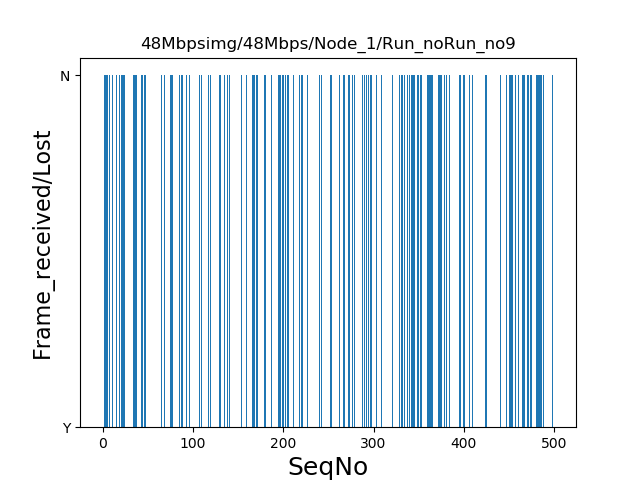 48Mbpsimg/48Mbps/Node_1/Run_noRun_no9
N
Frame_received/Lost
Y
0 100 200 300 400 500
SeqNo